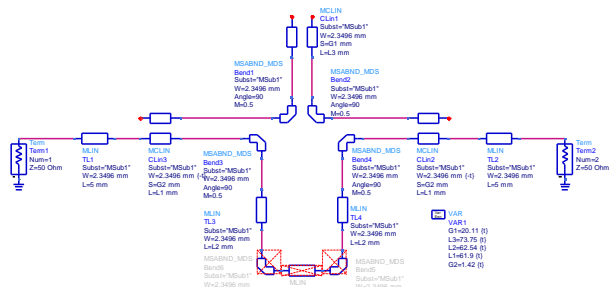 MCLIN
CLin1
Subst="MSub1"
W=2.3496 mm
S=G1 mm
L=L3 mm
MSABND_MDS
Bend1
Subst="MSub1"
W=2.3496 mm
Angle=90
M=0.5
MSABND_MDS
Bend2
Subst="MSub1"
W=2.3496 mm
Angle=90
M=0.5
Term
Term1
Num=1
Z=50 Ohm
MLIN
TL1
Subst="MSub1"
W=2.3496 mm
L=5 mm
MCLIN
CLin3
Subst="MSub1"
W=2.3496 mm
S=G2 mm
L=L1 mm
MSABND_MDS
Bend3
Subst="MSub1"
W=2.3496 mm
Angle=90
M=0.5
MSABND_MDS
Bend4
Subst="MSub1"
W=2.3496 mm
Angle=90
M=0.5
MCLIN
CLin2
Subst="MSub1"
W=2.3496 mm {-t}
S=G2 mm
L=L1 mm
MLIN
TL2
Subst="MSub1"
W=2.3496 mm
L=5 mm
Term
Term2
Num=2
Z=50 Ohm
MLIN
TL3
Subst="MSub1"
W=2.3496 mm
L=L2 mm
MLIN
TL4
Subst="MSub1"
W=2.3496 mm
L=L2 mm
VAR
VAR1
G1=20.11 {t}
L3=73.75 {t}
L2=62.54 {t}
L1=61.9 {t}
G2=1.42 {t}
MSABND_MDS
Bend6
Subst="MSub1"
W=2.3496 mm
MLIN
MSABND_MDS
Bend5
Subst="MSub1"
W=2.3496 mm